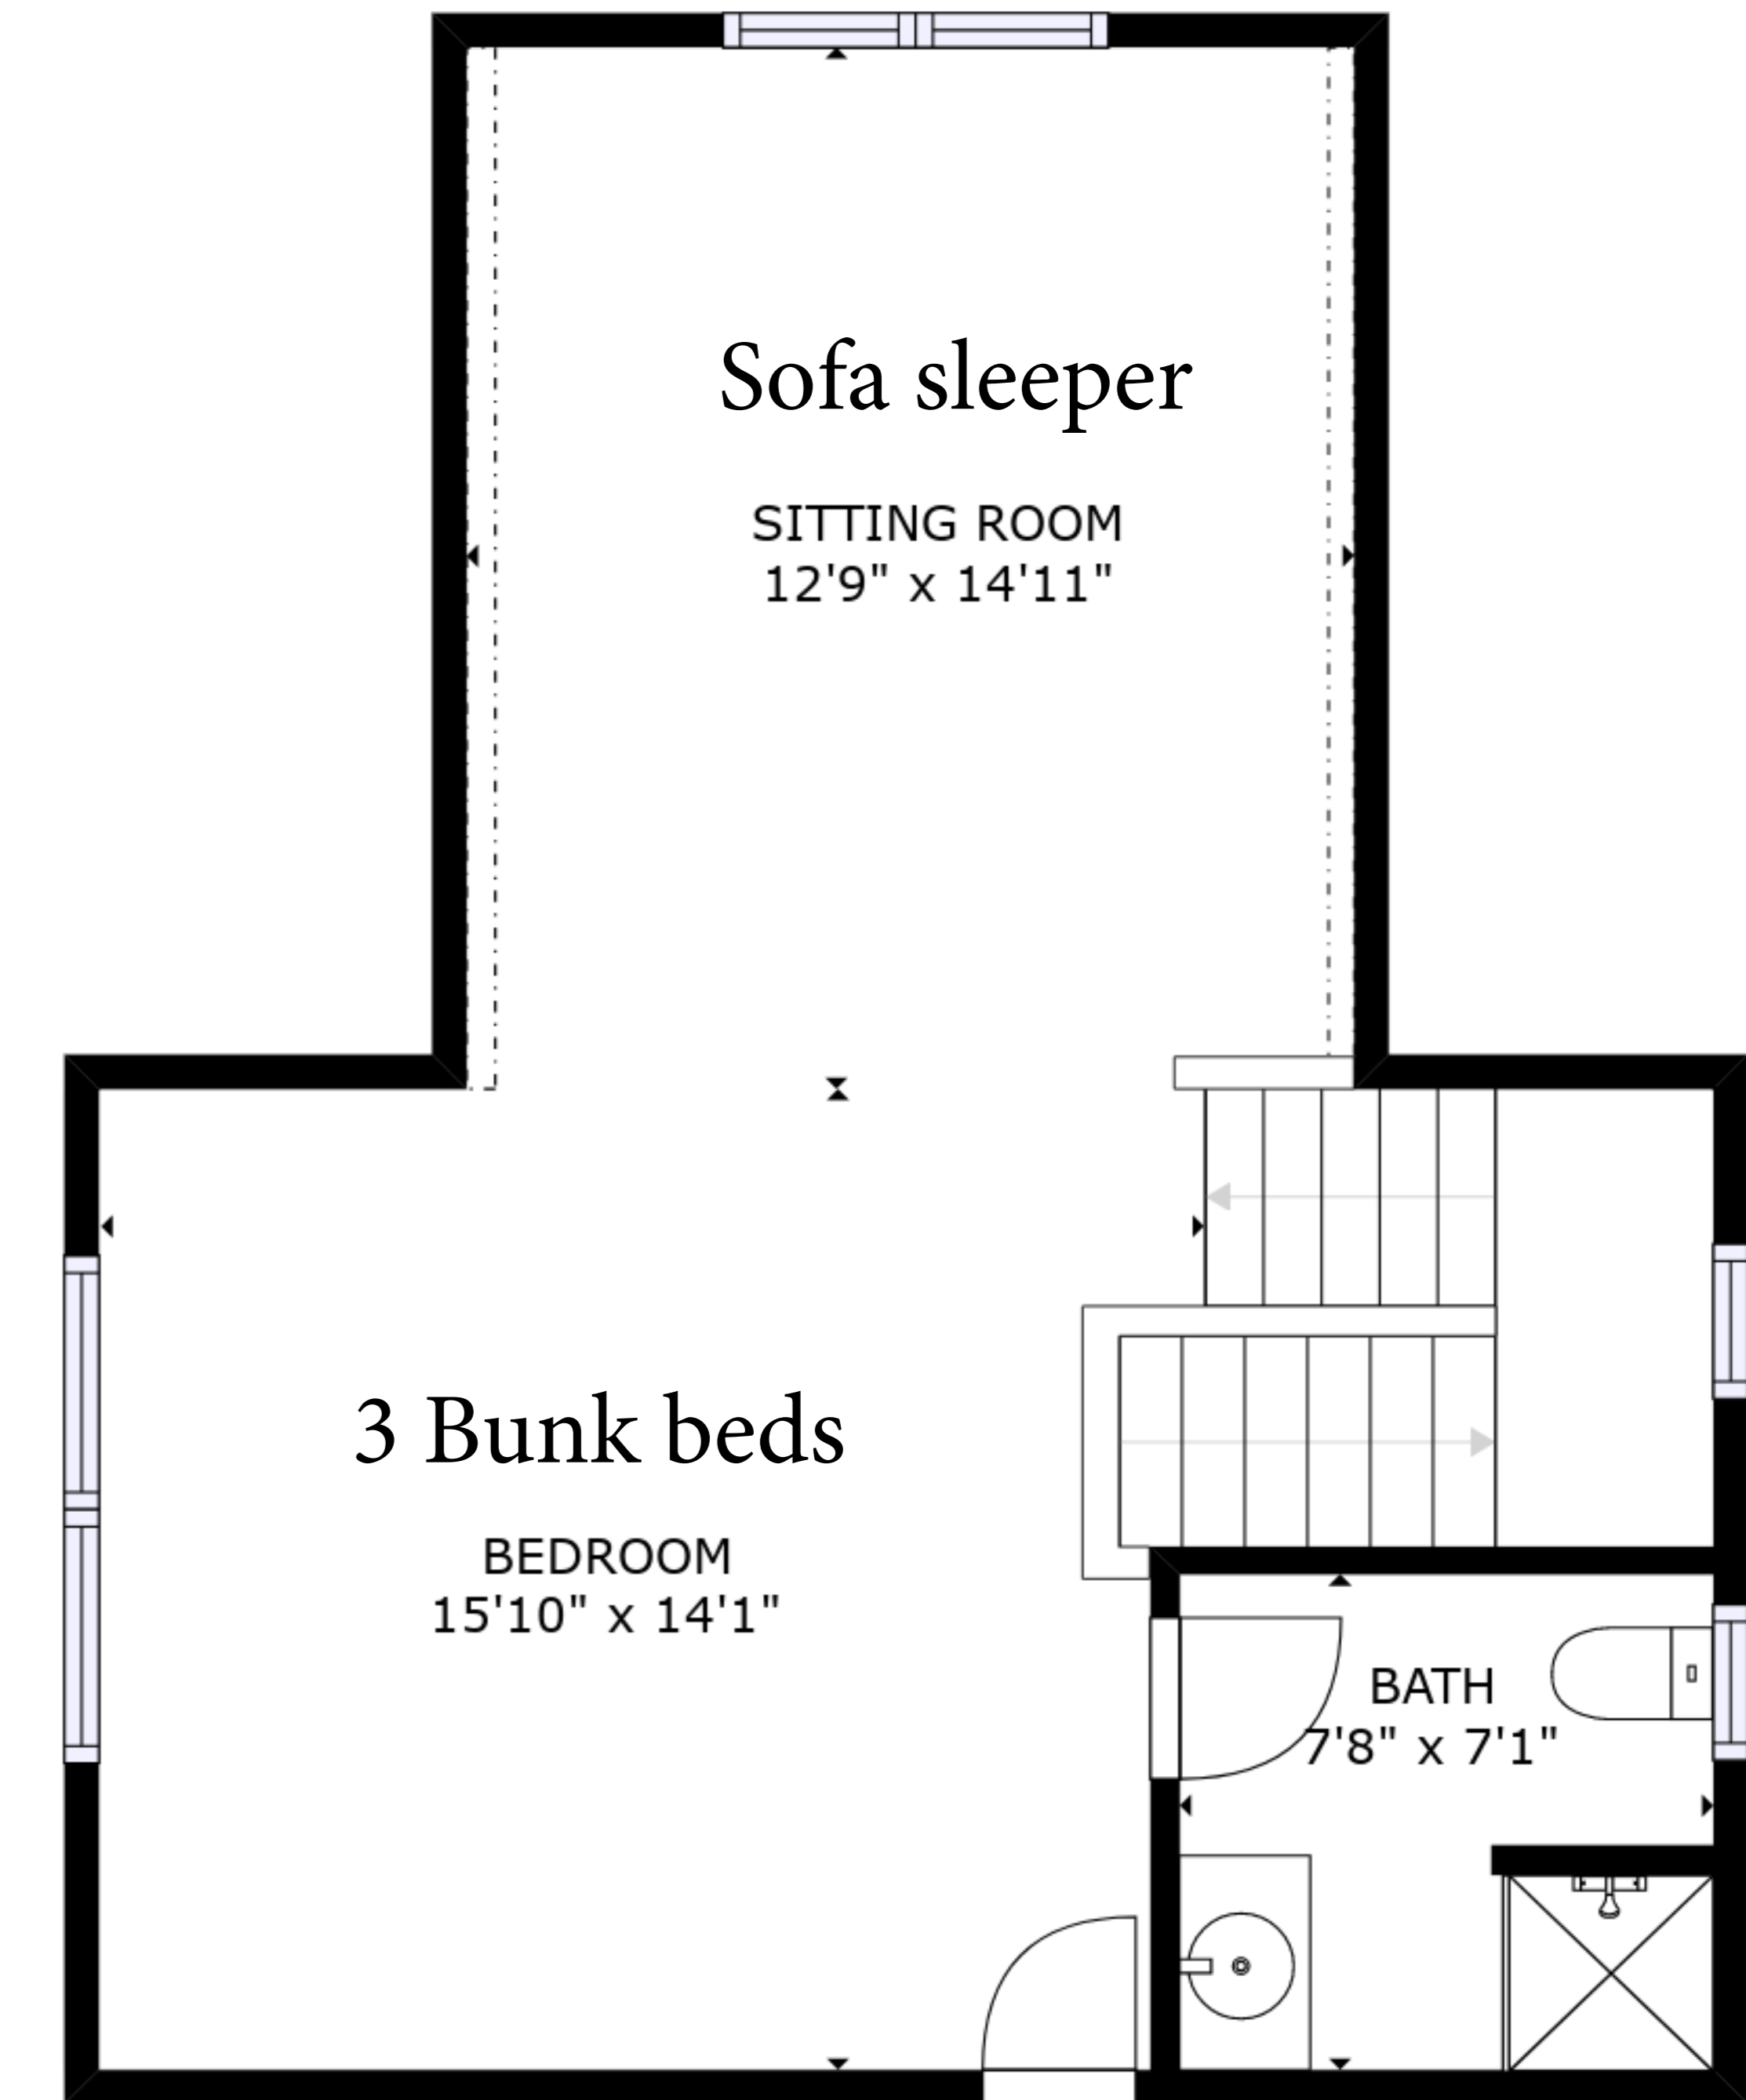 Sofa sleeper
SITTING ROOM
12'9" x 14'11"
3 Bunk beds
BEDROOM
15'10" x 14'1"
BATH
7'8" x 7'1"